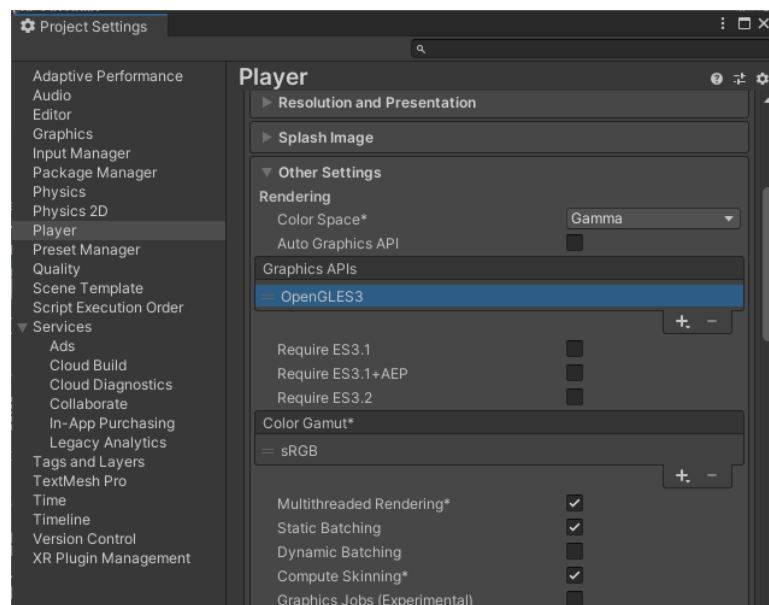 Project Settings
Adaptive Performance
Audio
Editor
Graphics
Input Manager
Package Manager
Physics
Physics 2D
Player
Preset Manager
Quality
Scene Template
Script Execution Order
Services
Ads
Cloud Build
Cloud Diagnostics
Collaborate
In-App Purchasing
Legacy Analytics
Tags and Layers
TextMesh Pro
Time
Timeline
Version Control
XR Plugin Management
Player
Resolution and Presentation
Splash Image
Other Settings
Rendering
Color Space* Gamma
Auto Graphics API
Graphics APIs
OpenGLES3
Require ES3.1
Require ES3.1+AEP
Require ES3.2
Color Gamut*
sRGB
Multithreaded Rendering*
Static Batching
Dynamic Batching
Compute Skinning*
Graphics Jobs (Experimental)